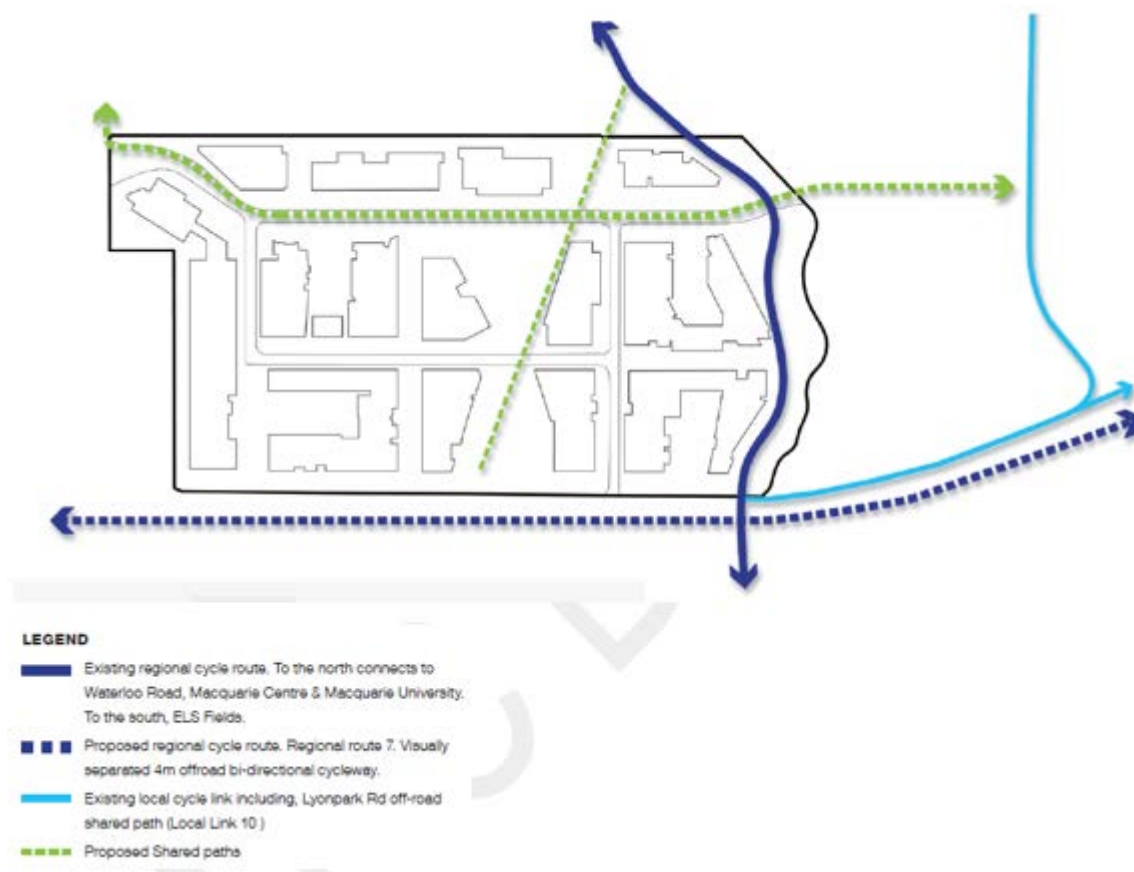 LEGEND
Existing regional cycle route. To the north connects to
Waterloo Road, Macquarie Centre & Macquarie University.
To the south, ELS Fields.
Proposed regional cycle route. Regional route 7. Visually
separated 4m offroad bi-directional cycleway.
Existing local cycle link including, Lyonpark Rd off-road
shared path (Local Link 10 )
Proposed Shared paths